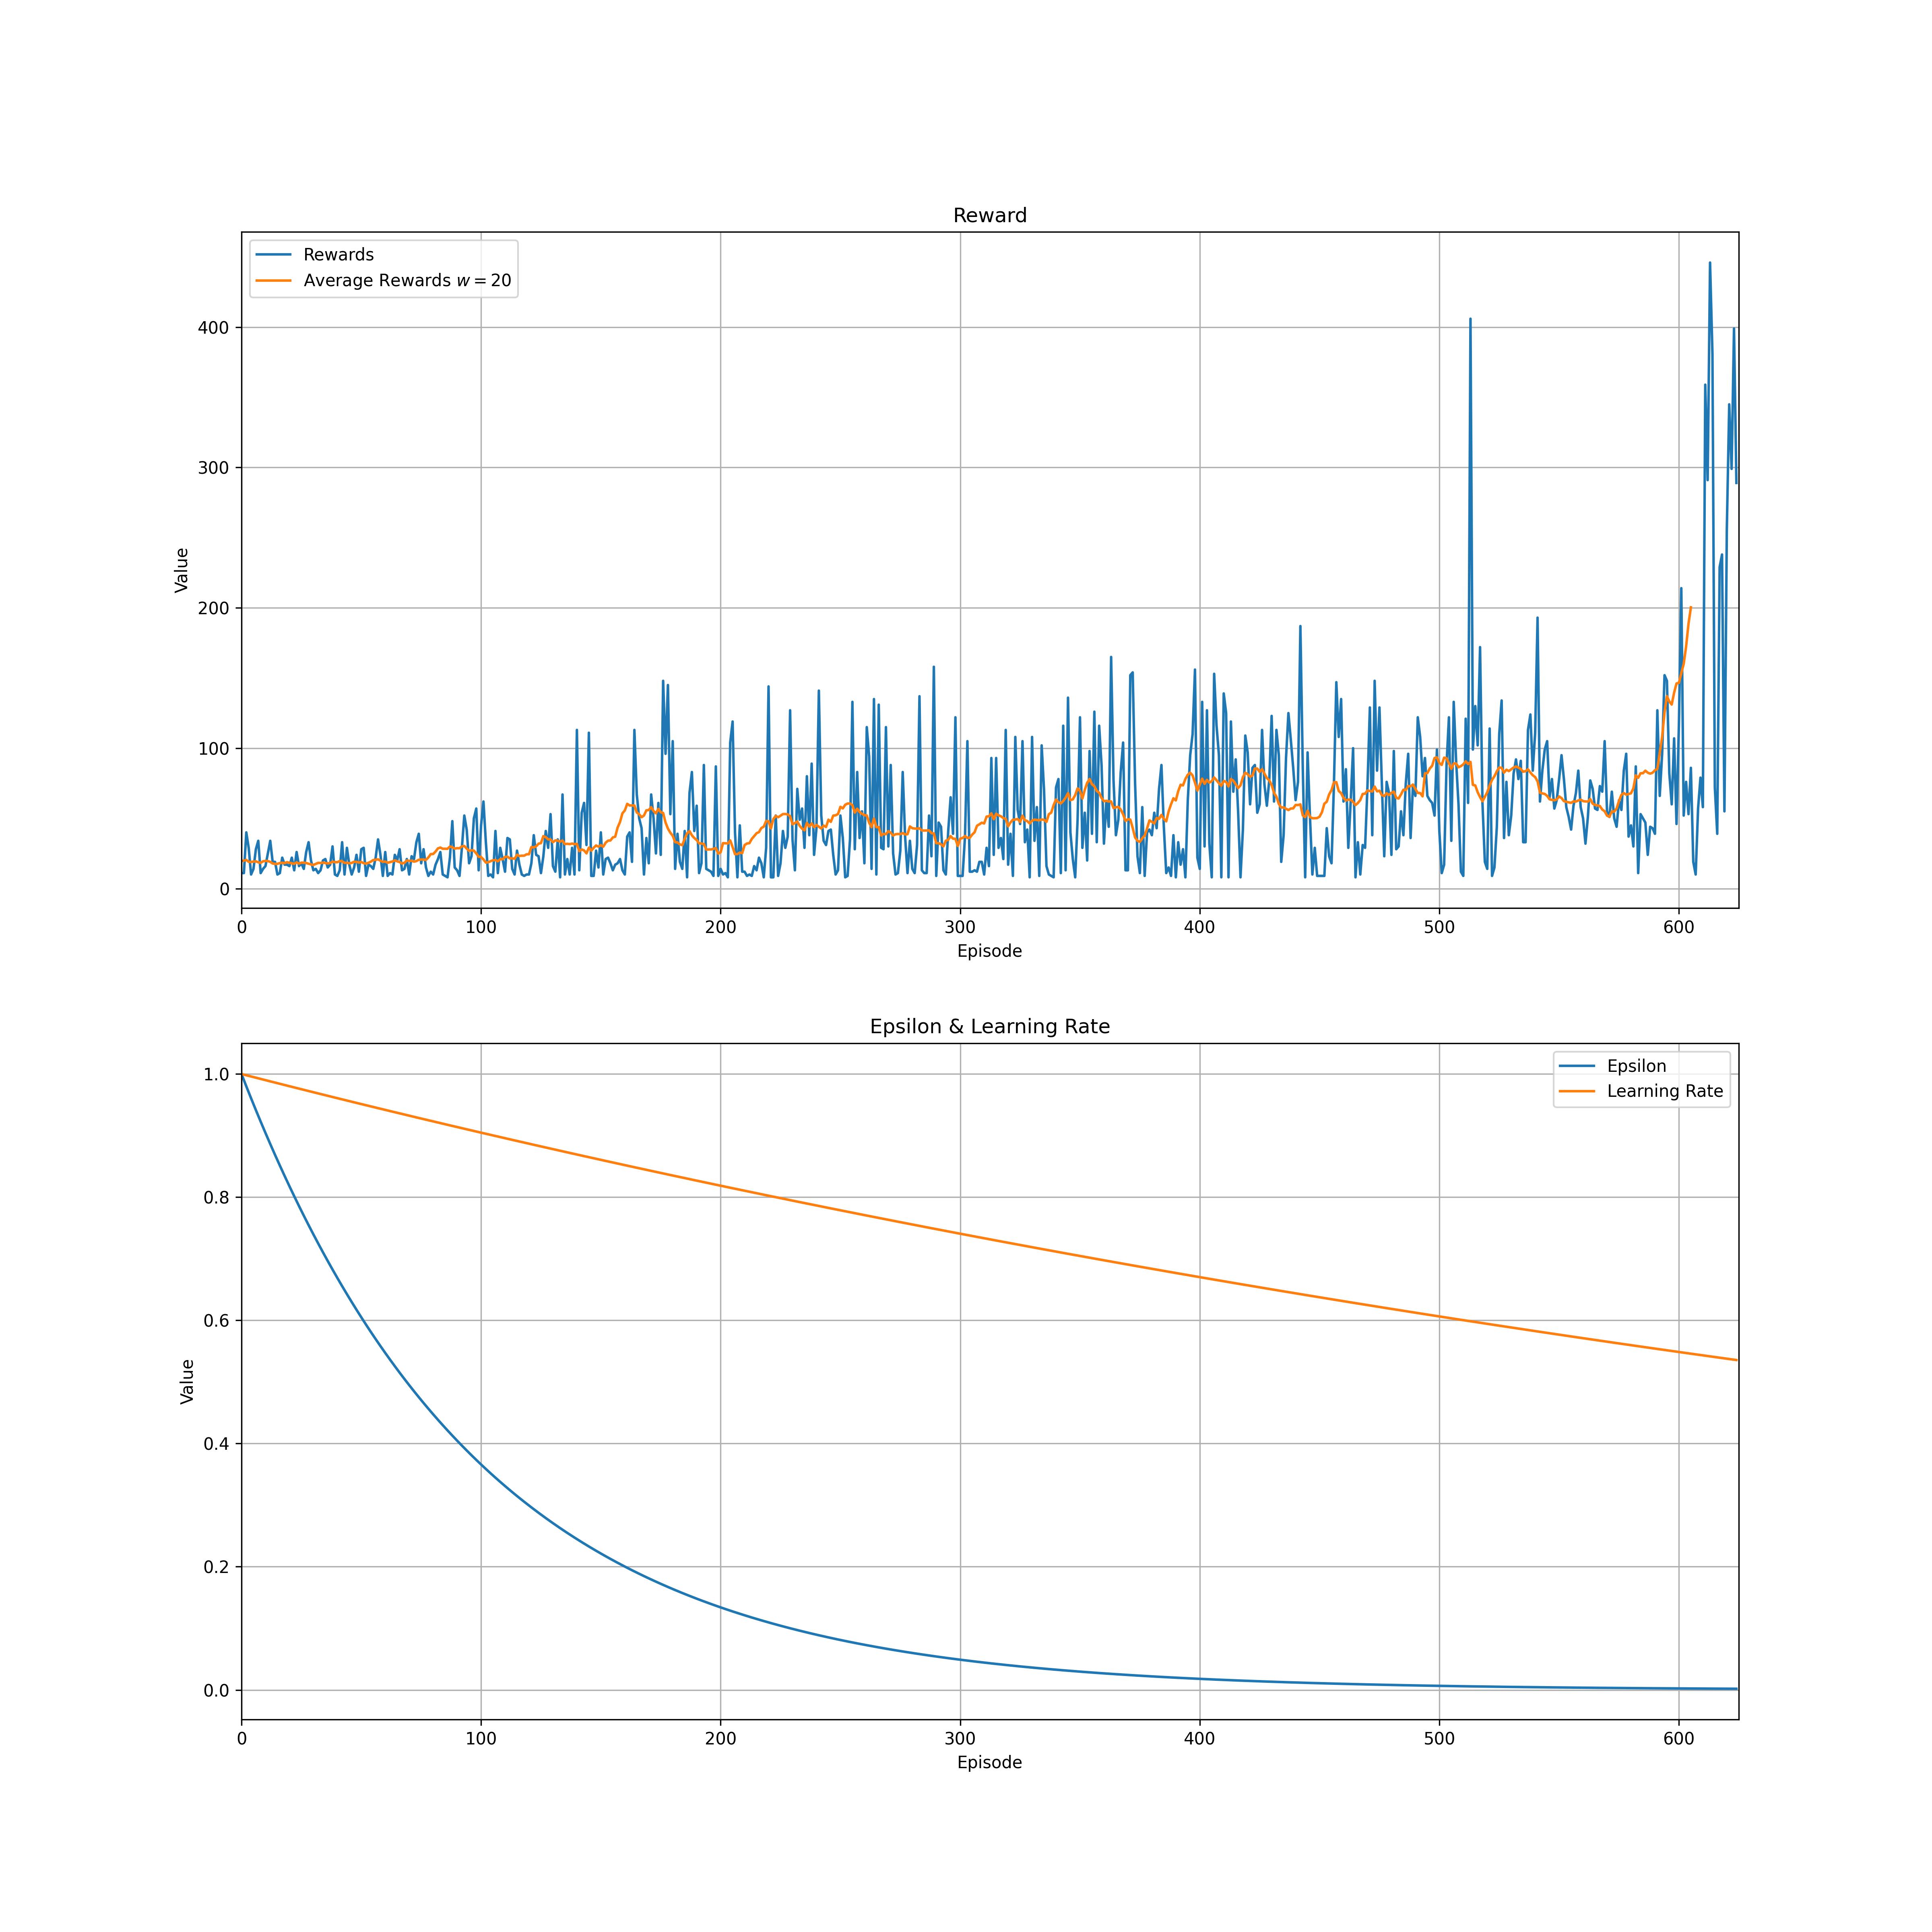 Reward
Rewards
Average Rewards w = 20
Value
400
300
200
100
0
0 100 200 300 400 500 600
Episode
Epsilon & Learning Rate
Epsilon
Learning Rate
Value
1.0
0.8
0.6
0.4
0.2
0.0
0 100 200 300 400 500 600
Episode